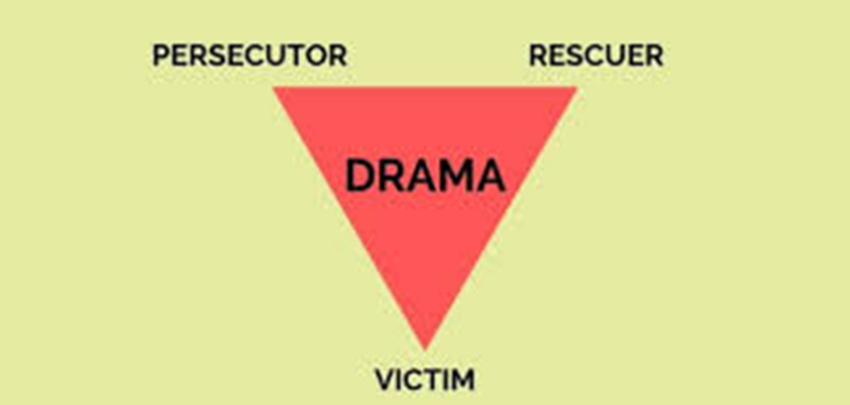 PERSECUTOR
RESCUER
DRAMA
VICTIM